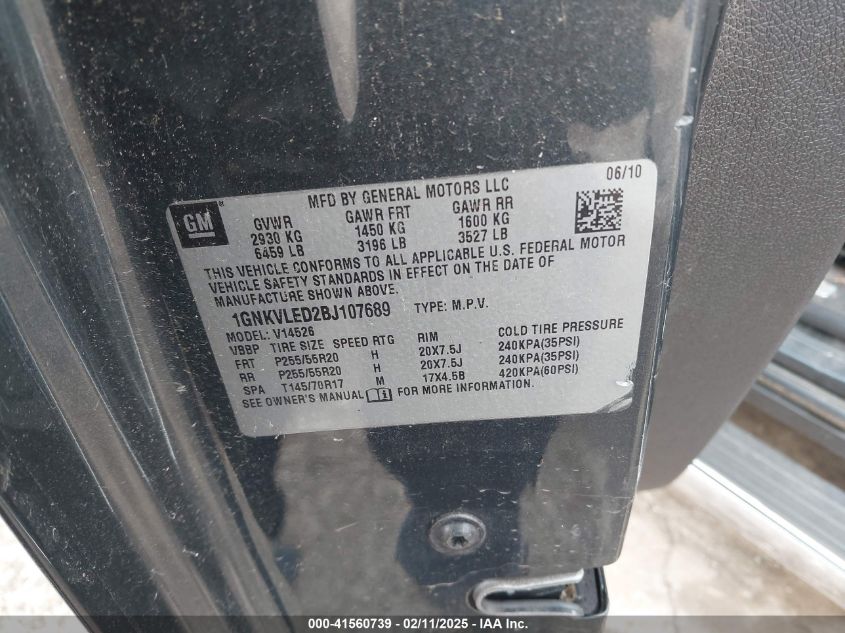 MFD BY GENERAL MOTORS LLC 06/10
GM
GVWR GAWR FRT GAWR RR
2930 KG 1450 KG 1600 KG
6459 LB 3196 LB 3527 LB
THIS VEHICLE CONFORMS TO ALL APPLICABLE U.S. FEDERAL MOTOR
VEHICLE SAFETY STANDARDS IN EFFECT ON THE DATE OF
MANUFACTURE SHOWN ABOVE.
1GNKVLED2BJ107689 TYPE: M.P.V.
MODEL: V14526
VBBP TIRE SIZE SPEED RTG RIM COLD TIRE PRESSURE
FRT P255/55R20 H 20X7.5J 240KPA(35PSI)
RR P255/55R20 H 20X7.5J 240KPA(35PSI)
SPA T145/70R17 M 17X4.5B 420KPA(60PSI)
SEE OWNER'S MANUAL FOR MORE INFORMATION.
000-41560739 / 02/11/2025 - IAA Inc.